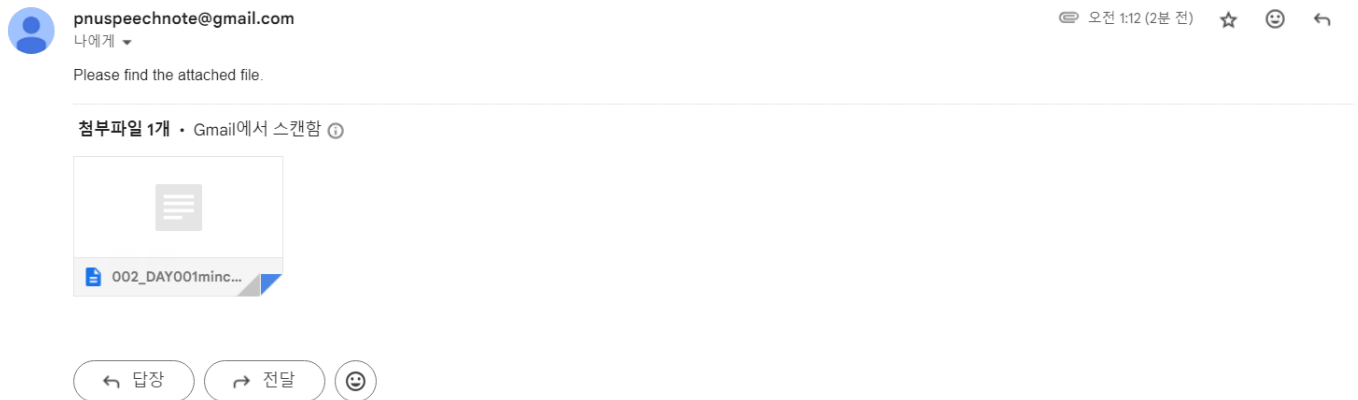 pnuspeechnote@gmail.com
오전 1:12 (2분 전)
나에게
Please find the attached file.
첨부파일 1개 • Gmail에서 스캔함
002_DAY001minc...
답장
전달